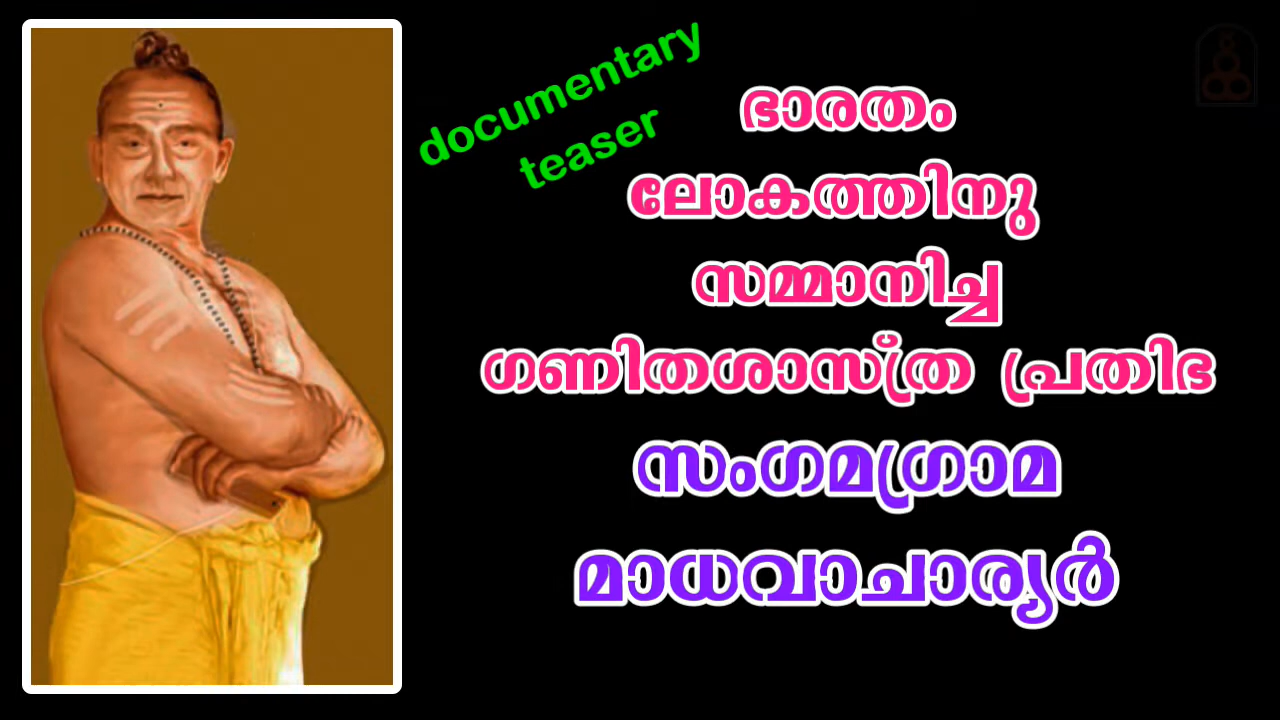 documentary
teaser
ഭാരതം
ലോകത്തിനു
സമ്മാനിച്ച
ഗണിതശാസ്ത്ര പ്രതിഭ
സംഗമഗ്രാമ
മാധവാചാര്യർ